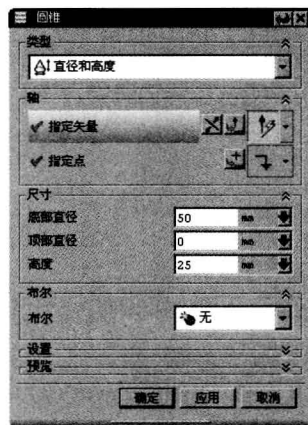 圆锥
类型
直径和高度
轴
指定矢量
指定点
尺寸
底部直径 50 mm
顶部直径 0 mm
高度 25 mm
布尔
布尔 无
设置
预览
确定 应用 取消